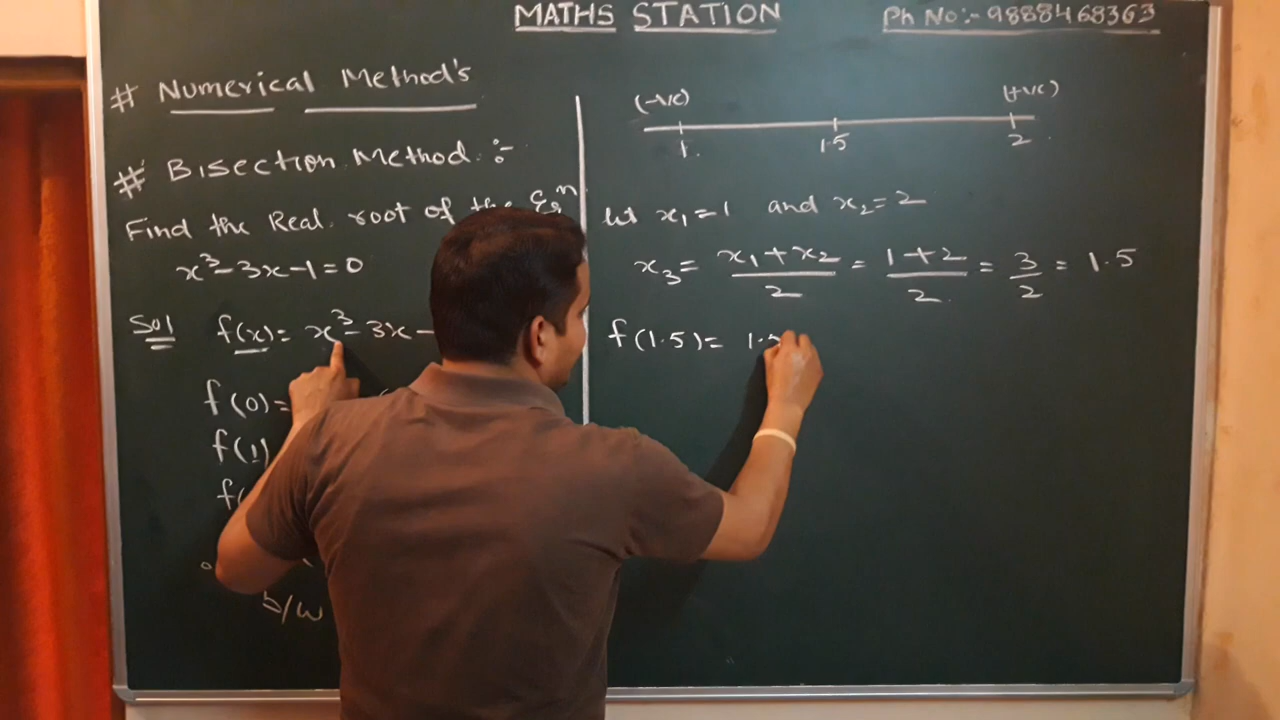 MATHS STATION
Ph No:- 9888468363
# Numerical Method's
# Bisection Method :-
Find the Real root of the Eqⁿ
x³-3x-1=0
Sol f(x)= x³-3x-
f(0)=
f(1)
f(
b/w
(-ve) (+ve)
1 1.5 2
let x₁=1 and x₂=2
x₃= x₁+x₂/2 = 1+2/2 = 3/2 = 1.5
f(1.5)= 1.5